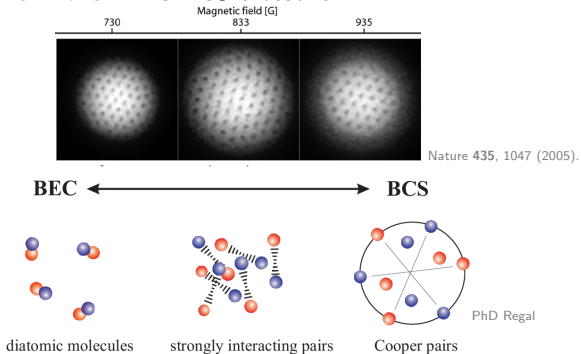 Magnetic field [G]
730 833 935
Nature 435, 1047 (2005).
BEC BCS
PhD Regal
diatomic molecules strongly interacting pairs Cooper pairs